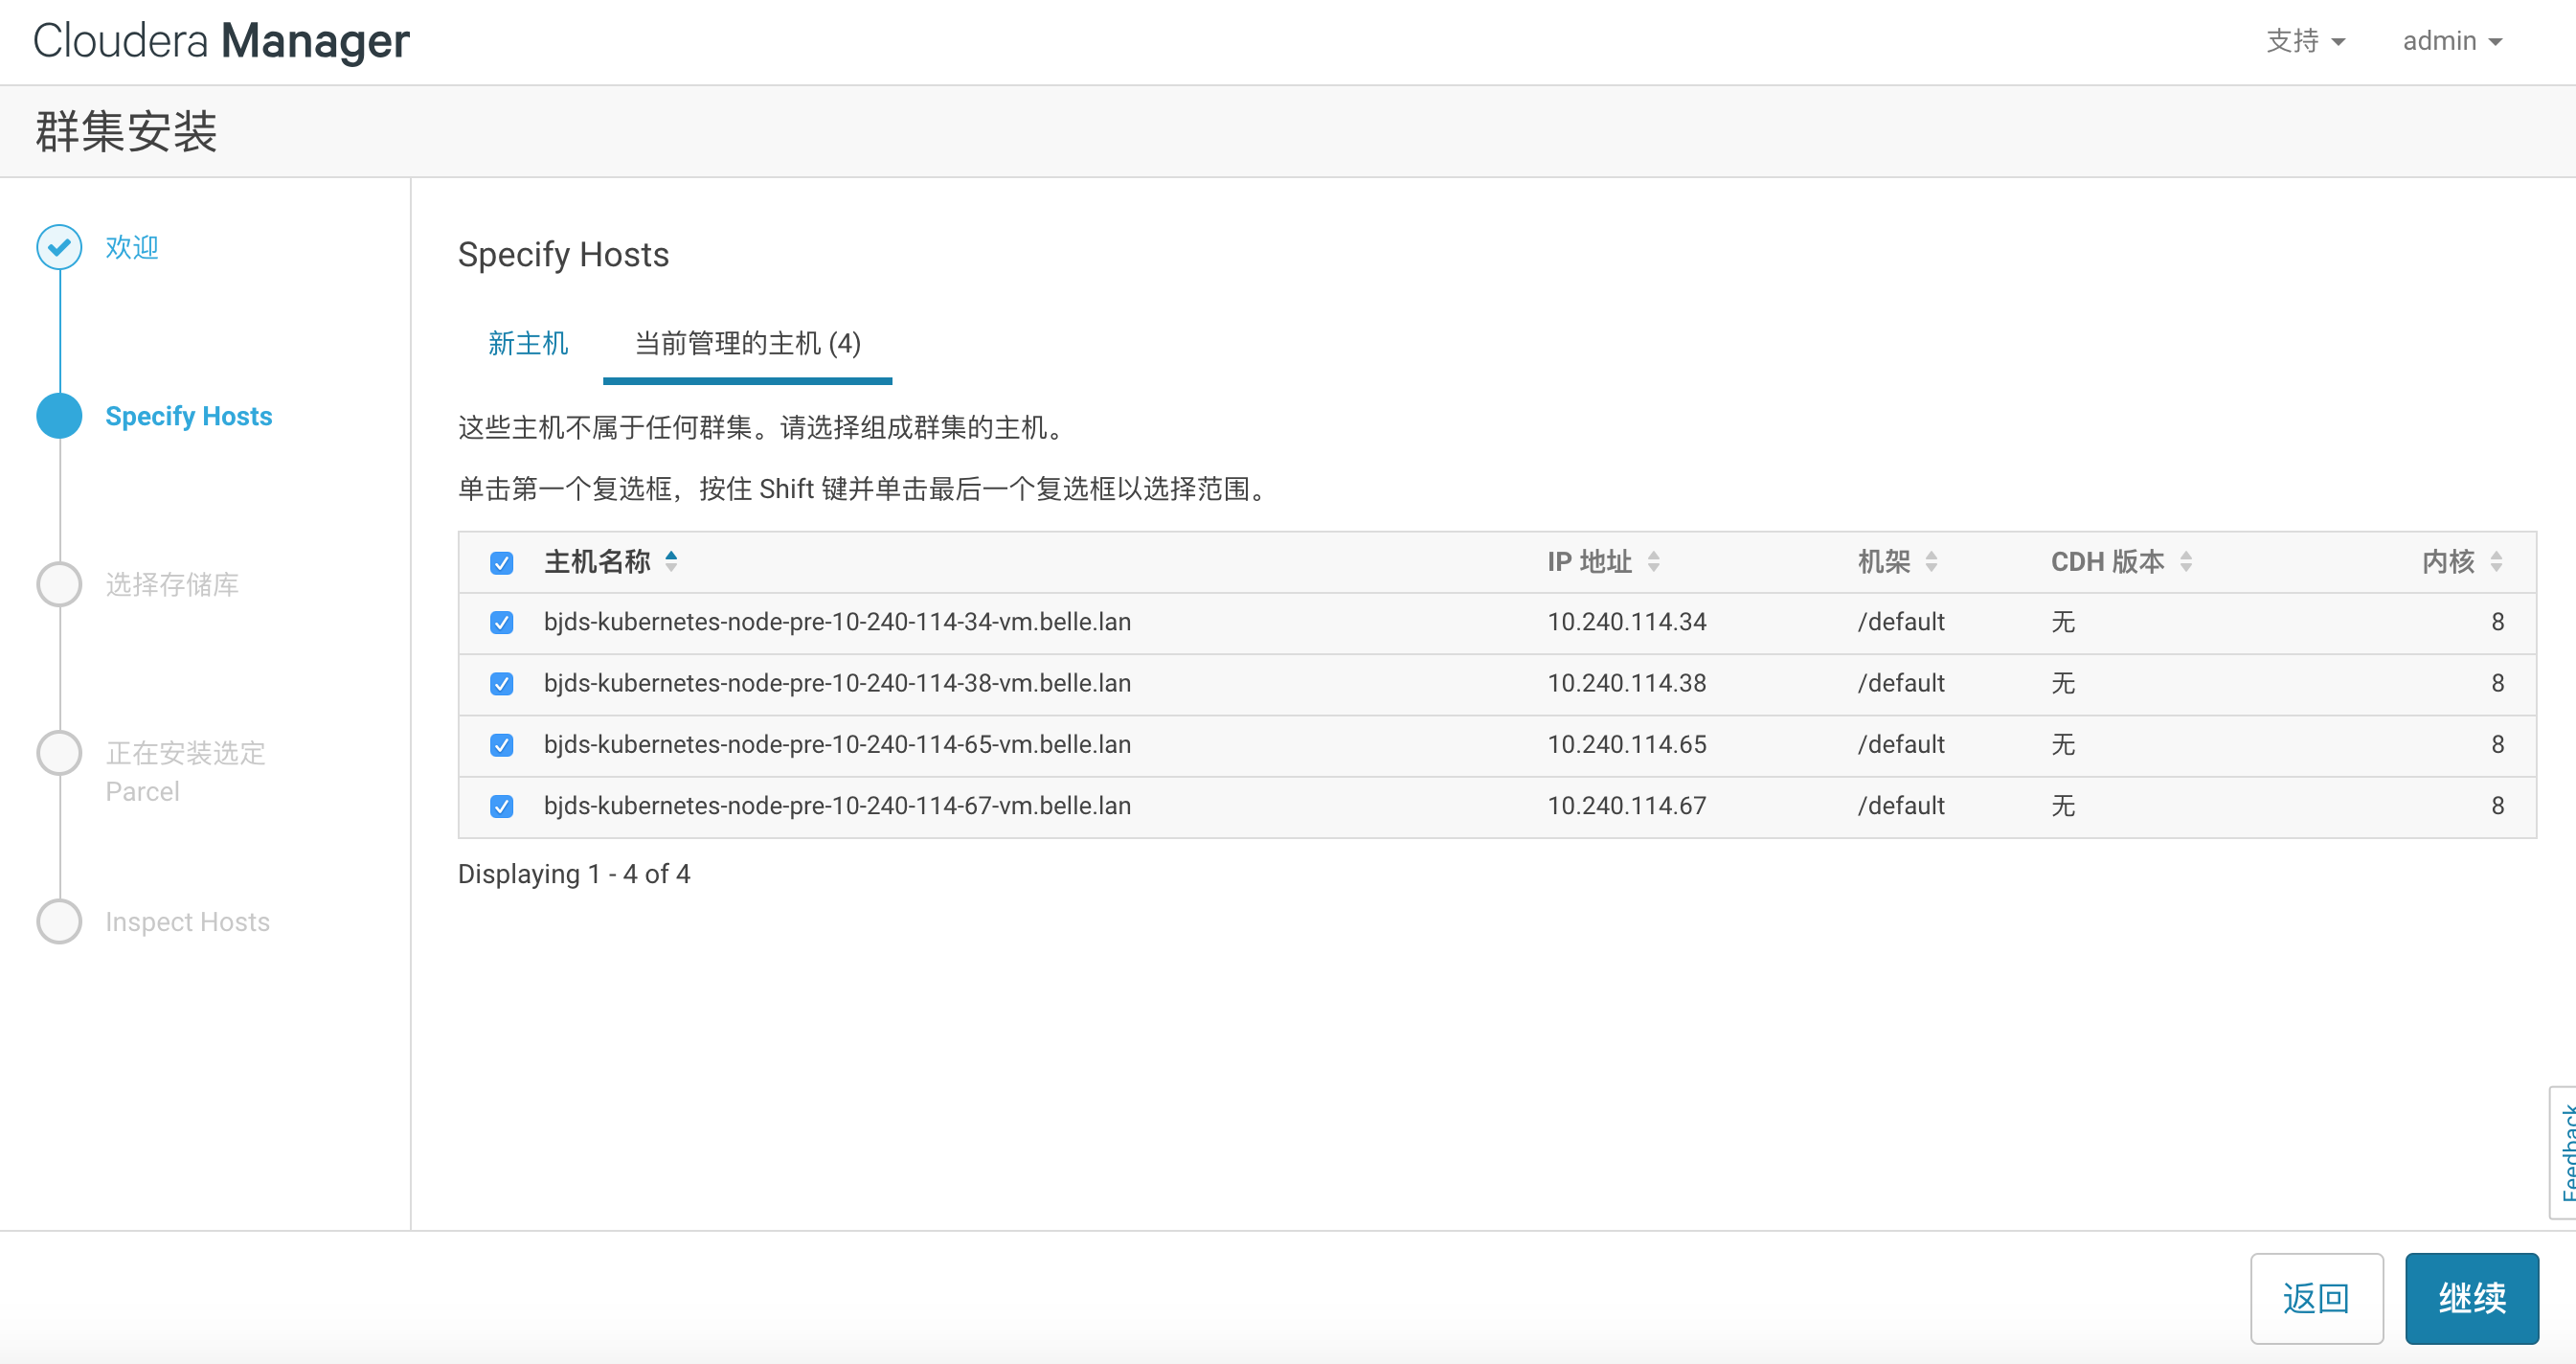 Cloudera Manager
支持
admin
群集安装
欢迎
Specify Hosts
选择存储库
正在安装选定
Parcel
Inspect Hosts
Specify Hosts
新主机
当前管理的主机 (4)
这些主机不属于任何群集。请选择组成群集的主机。
单击第一个复选框，按住 Shift 键并单击最后一个复选框以选择范围。
主机名称 IP 地址 机架 CDH 版本 内核
bjds-kubernetes-node-pre-10-240-114-34-vm.belle.lan 10.240.114.34 /default 无 8
bjds-kubernetes-node-pre-10-240-114-38-vm.belle.lan 10.240.114.38 /default 无 8
bjds-kubernetes-node-pre-10-240-114-65-vm.belle.lan 10.240.114.65 /default 无 8
bjds-kubernetes-node-pre-10-240-114-67-vm.belle.lan 10.240.114.67 /default 无 8
Displaying 1 - 4 of 4
Feedback
返回
继续